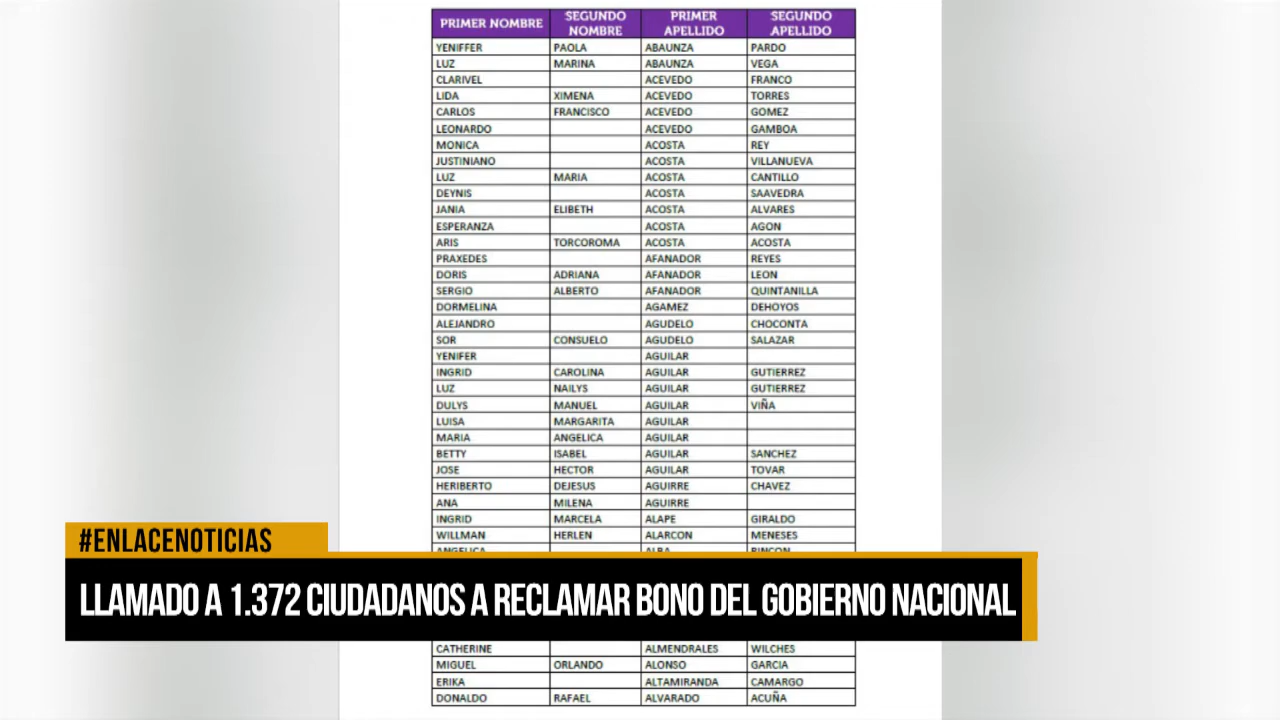 PRIMER NOMBRE SEGUNDO NOMBRE PRIMER APELLIDO SEGUNDO APELLIDO
YENIFFER PAOLA ABAUNZA PARDO
LUZ MARINA ABAUNZA VEGA
CLARIVEL ACEVEDO FRANCO
LIDA XIMENA ACEVEDO TORRES
CARLOS FRANCISCO ACEVEDO GOMEZ
LEONARDO ACEVEDO GAMBOA
MONICA ACOSTA REY
JUSTINIANO ACOSTA VILLANUEVA
LUZ MARIA ACOSTA CANTILLO
DEYNIS ACOSTA SAAVEDRA
JANIA ELIBETH ACOSTA ALVARES
ESPERANZA ACOSTA AGON
ARIS TORCOROMA ACOSTA ACOSTA
PRAXEDES AFANADOR REYES
DORIS ADRIANA AFANADOR LEON
SERGIO ALBERTO AFANADOR QUINTANILLA
DORMELINA AGAMEZ DEHOYOS
ALEJANDRO AGUDELO CHOCONTA
SOR CONSUELO AGUDELO SALAZAR
YENIFER AGUILAR
INGRID CAROLINA AGUILAR GUTIERREZ
LUZ NAILYS AGUILAR GUTIERREZ
DULYS MANUEL AGUILAR VIÑA
LUISA MARGARITA AGUILAR
MARIA ANGELICA AGUILAR
BETTY ISABEL AGUILAR SANCHEZ
JOSE HECTOR AGUILAR TOVAR
HERIBERTO DEJESUS AGUIRRE CHAVEZ
ANA MILENA AGUIRRE
INGRID MARCELA ALAPE GIRALDO
WILLMAN HERLEN ALARCON MENESES
ANGELICA ALBA RINCON
#ENLACENOTICIAS
LLAMADO A 1.372 CIUDADANOS A RECLAMAR BONO DEL GOBIERNO NACIONAL
CATHERINE ALMENDRALES WILCHES
MIGUEL ORLANDO ALONSO GARCIA
ERIKA ALTAMIRANDA CAMARGO
DONALDO RAFAEL ALVARADO ACUÑA